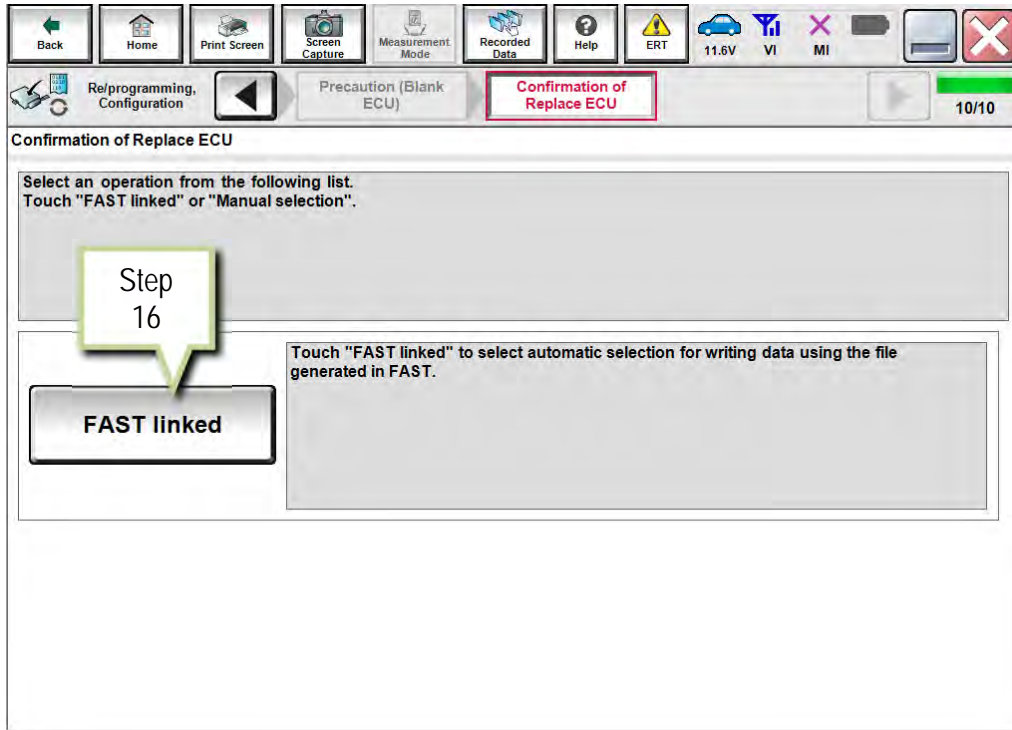 Back
Home
Print Screen
Screen
Capture
Measurement
Mode
Recorded
Data
Help
ERT
11.6V
VI
MI
Re/programming,
Configuration
Precaution (Blank
ECU)
Confirmation of
Replace ECU
10/10
Confirmation of Replace ECU
Select an operation from the following list.
Touch "FAST linked" or "Manual selection".
Step
16
FAST linked
Touch "FAST linked" to select automatic selection for writing data using the file
generated in FAST.